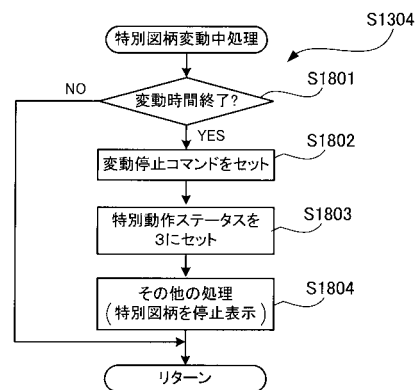 特別図柄変動中処理
S1304
変動時間終了?
S1801
NO
YES
変動停止コマンドをセット
S1802
特別動作ステータスを
3にセット
S1803
その他の処理
(特別図柄を停止表示)
S1804
リターン